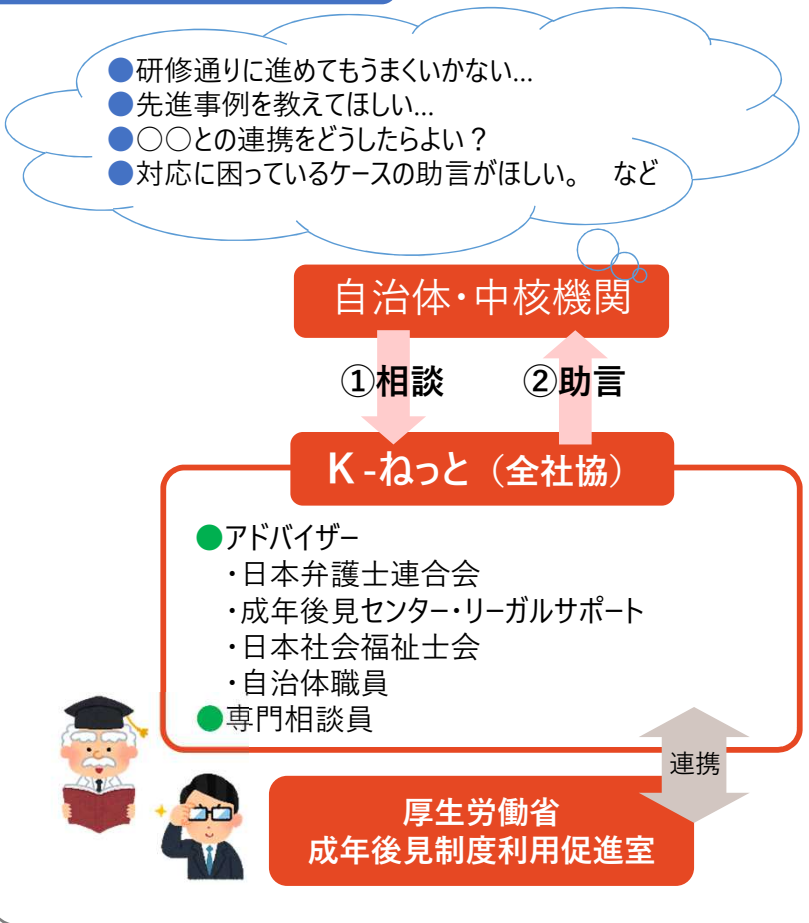 ●研修通りに進めてもうまくいかない…
●先進事例を教えてほしい…
●○○との連携をどうしたらよい？
●対応に困っているケースの助言がほしい。　など
自治体・中核機関
①相談
②助言
K-ねっと（全社協）
●アドバイザー
・日本弁護士連合会
・成年後見センター・リーガルサポート
・日本社会福祉士会
・自治体職員
●専門相談員
連携
厚生労働省
成年後見制度利用促進室